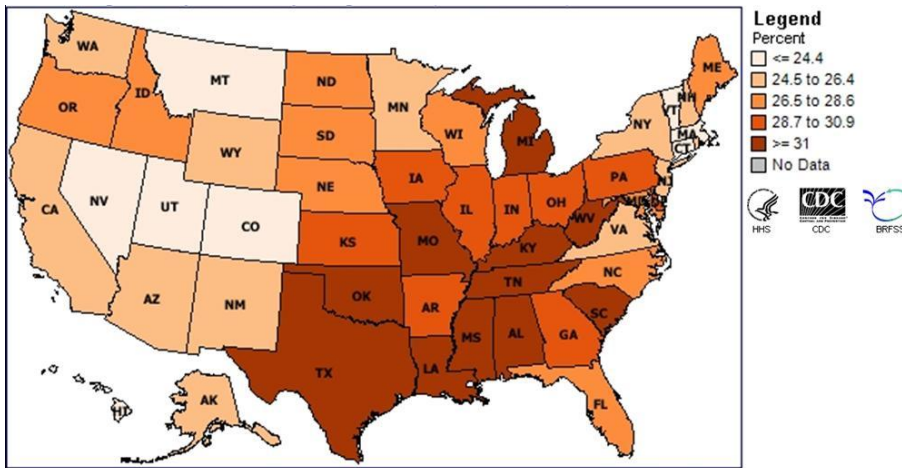 Legend
Percent
<= 24.4
24.5 to 26.4
26.5 to 28.6
28.7 to 30.9
>= 31
No Data
HHS
CDC
CDC
BRFSS
WA
MT
ND
MN
ME
OR
ID
SD
WI
MI
NY
VT
NH
MA
CT
WY
NE
IA
IL
IN
OH
PA
NJ
CA
NV
UT
CO
KS
MO
KY
WV
VA
AZ
NM
OK
AR
TN
NC
SC
TX
LA
MS
AL
GA
FL
AK
HI